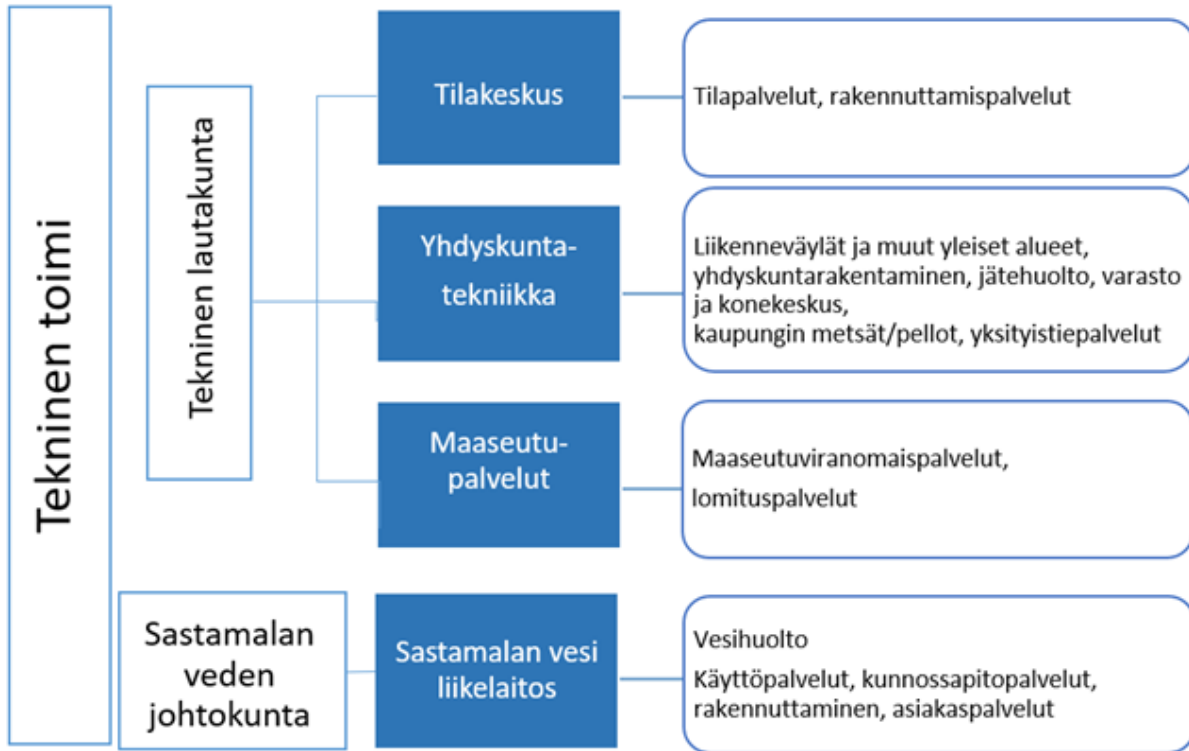 Tekninen toimi
Tekninen lautakunta
Tilakeskus
Tilapalvelut, rakennuttamispalvelut
Yhdyskunta-
tekniikka
Liikenneväylät ja muut yleiset alueet,
yhdyskuntarakentaminen, jätehuolto, varasto
ja konekeskus,
kaupungin metsät/pellot, yksityistiepalvelut
Maaseutu-
palvelut
Maaseutuviranomaispalvelut,
lomituspalvelut
Sastamalan
veden
johtokunta
Sastamalan vesi
liikelaitos
Vesihuolto
Käyttöpalvelut, kunnossapitopalvelut,
rakennuttaminen, asiakaspalvelut